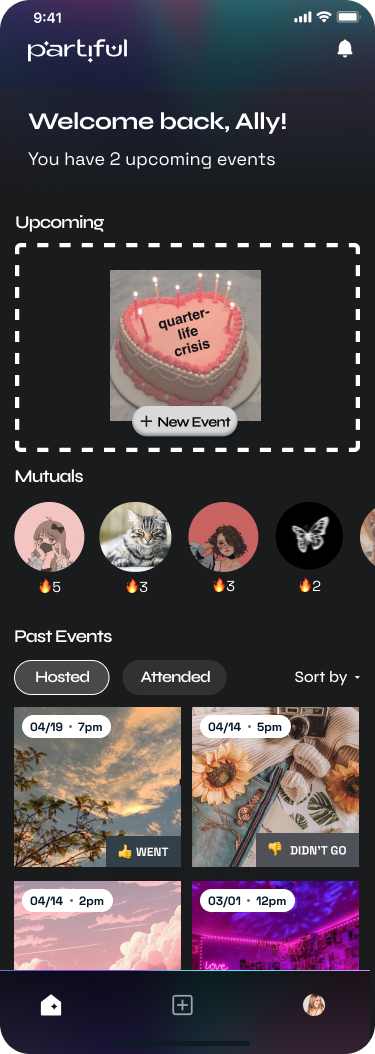 9:41
partiful
Welcome back, Ally!
You have 2 upcoming events
Upcoming
quarter-
life
crisis
+ New Event
Mutuals
🔥5 🔥3 🔥3 🔥2
Past Events
Hosted Attended Sort by
04/19 • 7pm
04/14 • 5pm
👍 WENT
👎 DIDN'T GO
04/14 • 2pm
03/01 • 12pm
love